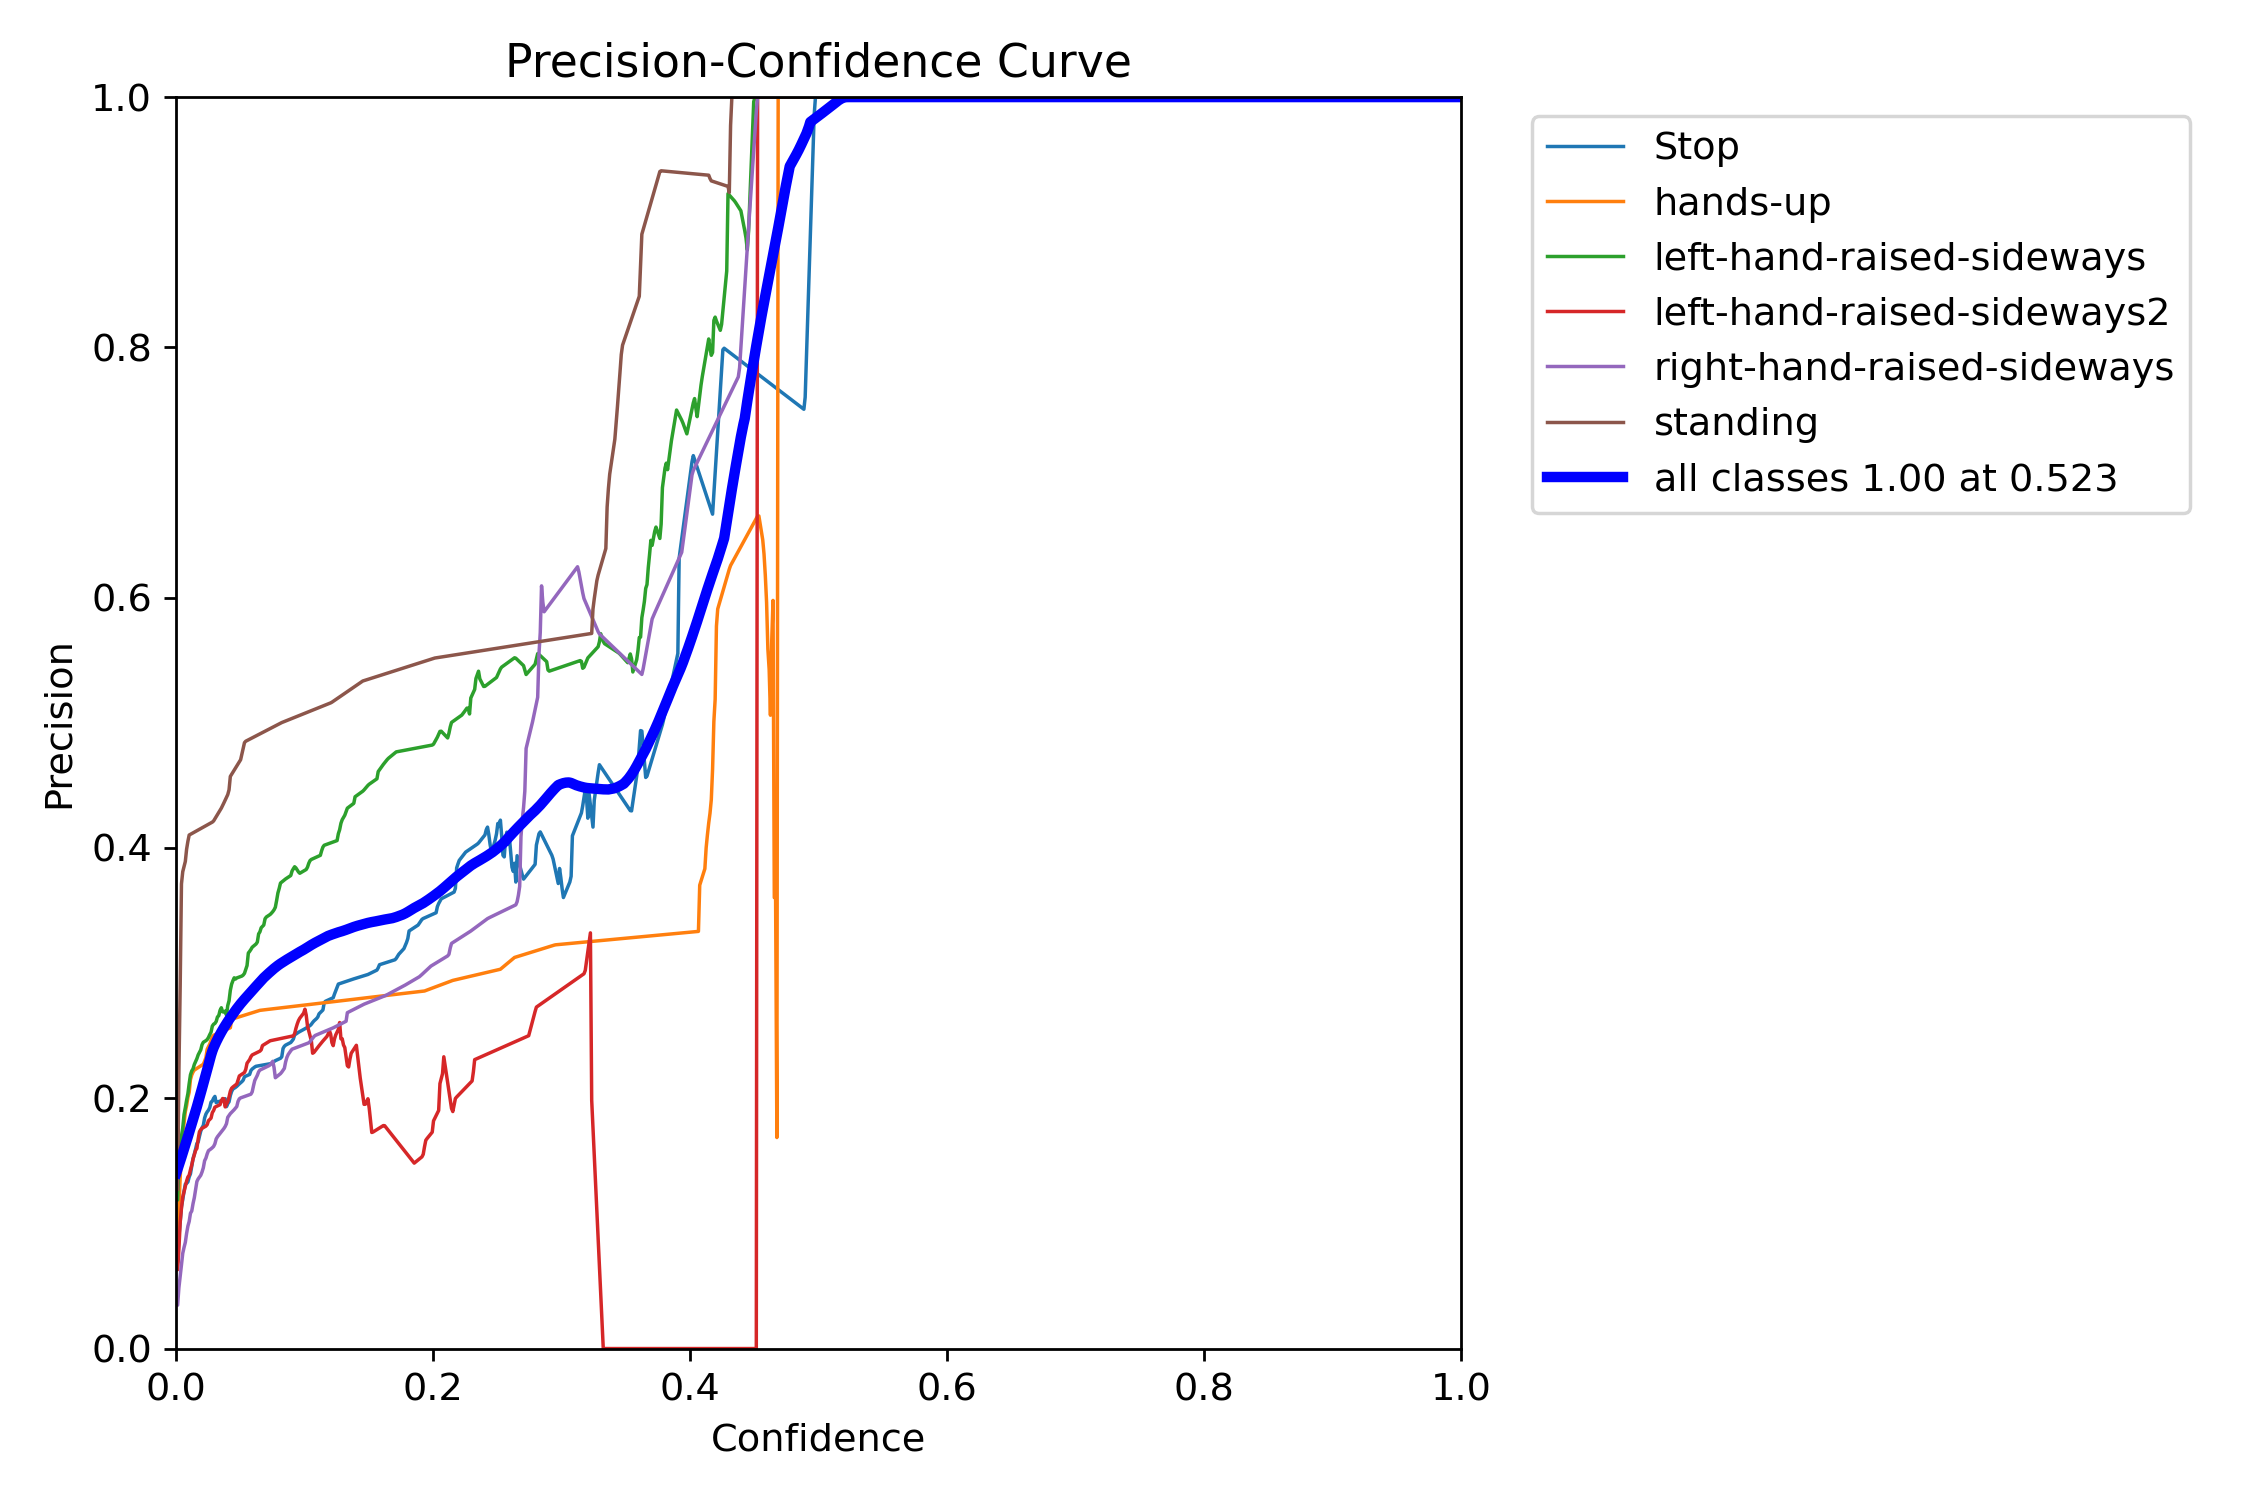 Precision-Confidence Curve
1.0
0.8
0.6
0.4
0.2
0.0
Precision
0.0 0.2 0.4 0.6 0.8 1.0
Confidence
Stop
hands-up
left-hand-raised-sideways
left-hand-raised-sideways2
right-hand-raised-sideways
standing
all classes 1.00 at 0.523